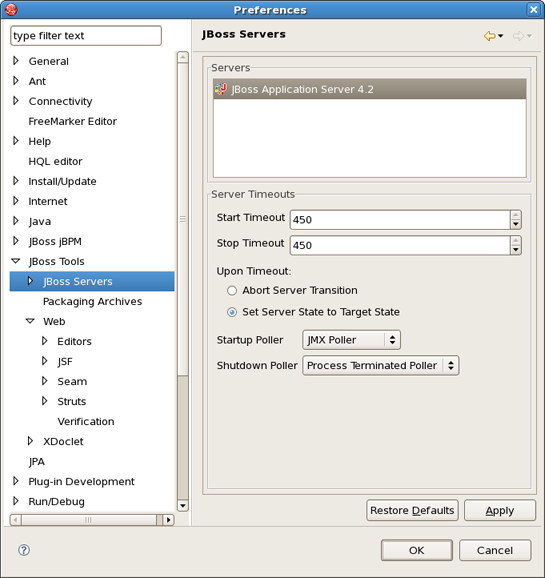 Preferences
type filter text
General
Ant
Connectivity
FreeMarker Editor
Help
HQL editor
Install/Update
Internet
Java
JBoss jBPM
JBoss Tools
JBoss Servers
Packaging Archives
Web
Editors
JSF
Seam
Struts
Verification
XDoclet
JPA
Plug-in Development
Run/Debug
JBoss Servers
Servers
JBoss Application Server 4.2
Server Timeouts
Start Timeout 450
Stop Timeout 450
Upon Timeout:
Abort Server Transition
Set Server State to Target State
Startup Poller JMX Poller
Shutdown Poller Process Terminated Poller
Restore Defaults Apply
? OK Cancel